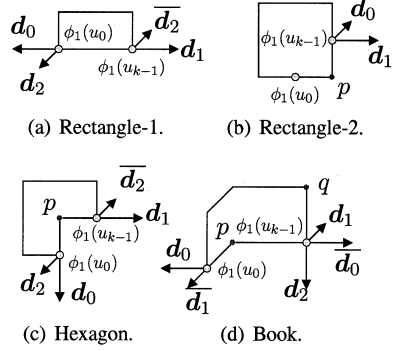 d₀ ϕ₁(u₀) d̅₂ d₁
d₂ ϕ₁(uₖ₋₁)
(a) Rectangle-1.
d₀
ϕ₁(uₖ₋₁) d₁
ϕ₁(u₀) p
(b) Rectangle-2.
p d̅₂ d₁
ϕ₁(uₖ₋₁)
ϕ₁(u₀)
d₂ d₀
(c) Hexagon.
q
p ϕ₁(uₖ₋₁) d₁
d₀ ϕ₁(u₀) d̅₀
d̅₁ d₂
(d) Book.